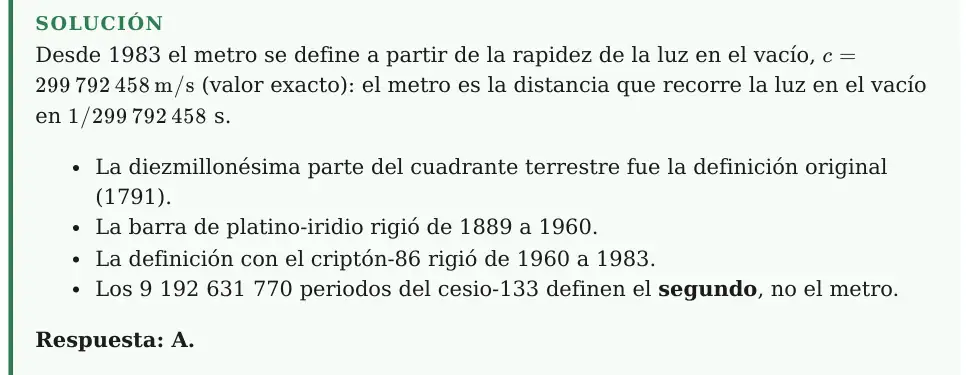 SOLUCIÓN
Desde 1983 el metro se define a partir de la rapidez de la luz en el vacío, c =
299 792 458 m/s (valor exacto): el metro es la distancia que recorre la luz en el vacío
en 1/299 792 458 s.
• La diezmillonésima parte del cuadrante terrestre fue la definición original
(1791).
• La barra de platino-iridio rigió de 1889 a 1960.
• La definición con el criptón-86 rigió de 1960 a 1983.
• Los 9 192 631 770 periodos del cesio-133 definen el segundo, no el metro.
Respuesta: A.